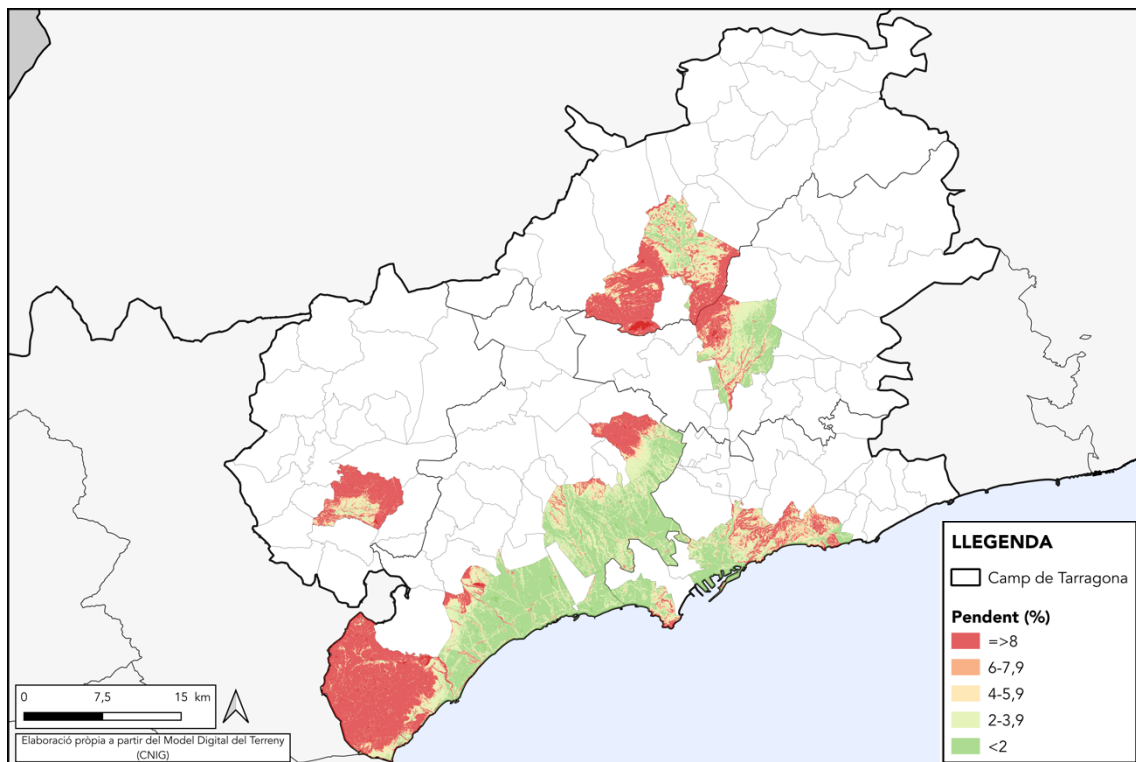 LLEGENDA
Camp de Tarragona
Pendent (%)
=>8
6-7,9
4-5,9
2-3,9
<2
0 7,5 15 km
Elaboració pròpia a partir del Model Digital del Terreny
(CNIG)